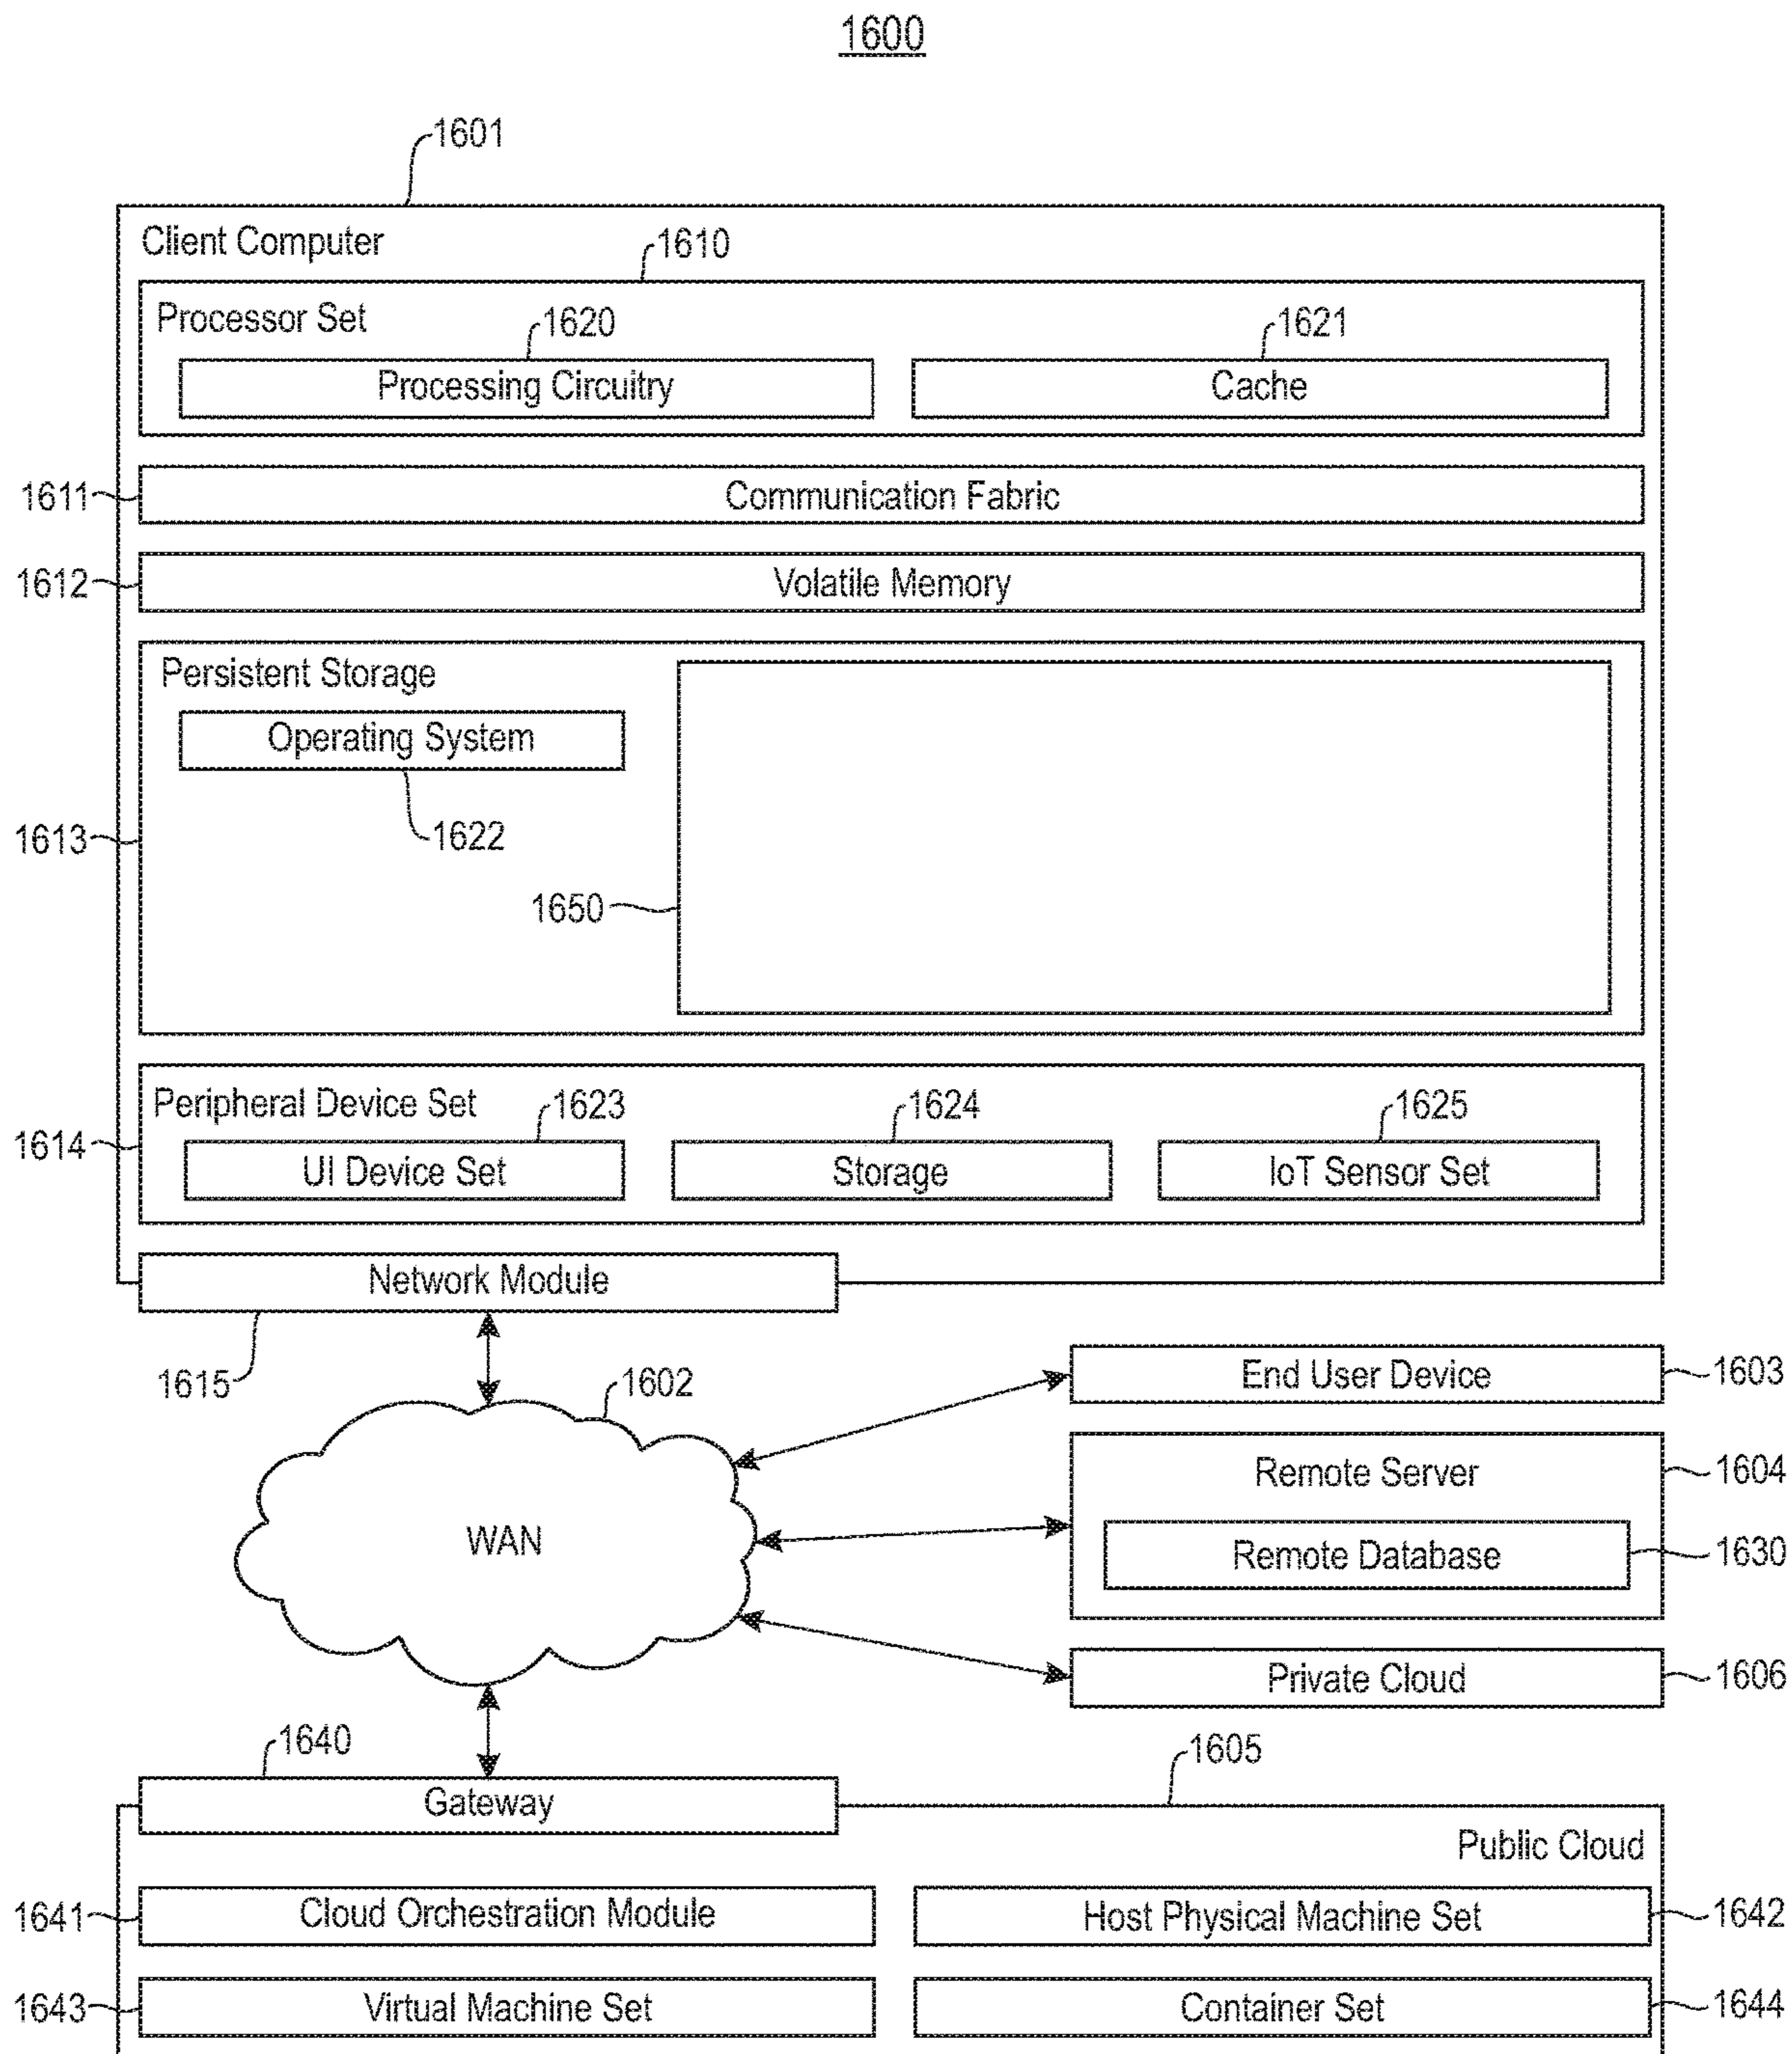 1600
1601
Client Computer
1610
Processor Set
1620
1621
Processing Circuitry
Cache
1611
Communication Fabric
1612
Volatile Memory
Persistent Storage
Operating System
1622
1613
1650
Peripheral Device Set
1623
1624
1625
1614
UI Device Set
Storage
IoT Sensor Set
Network Module
1615
1602
End User Device
1603
WAN
Remote Server
1604
Remote Database
1630
Private Cloud
1606
1640
1605
Gateway
Public Cloud
1641
Cloud Orchestration Module
Host Physical Machine Set
1642
1643
Virtual Machine Set
Container Set
1644